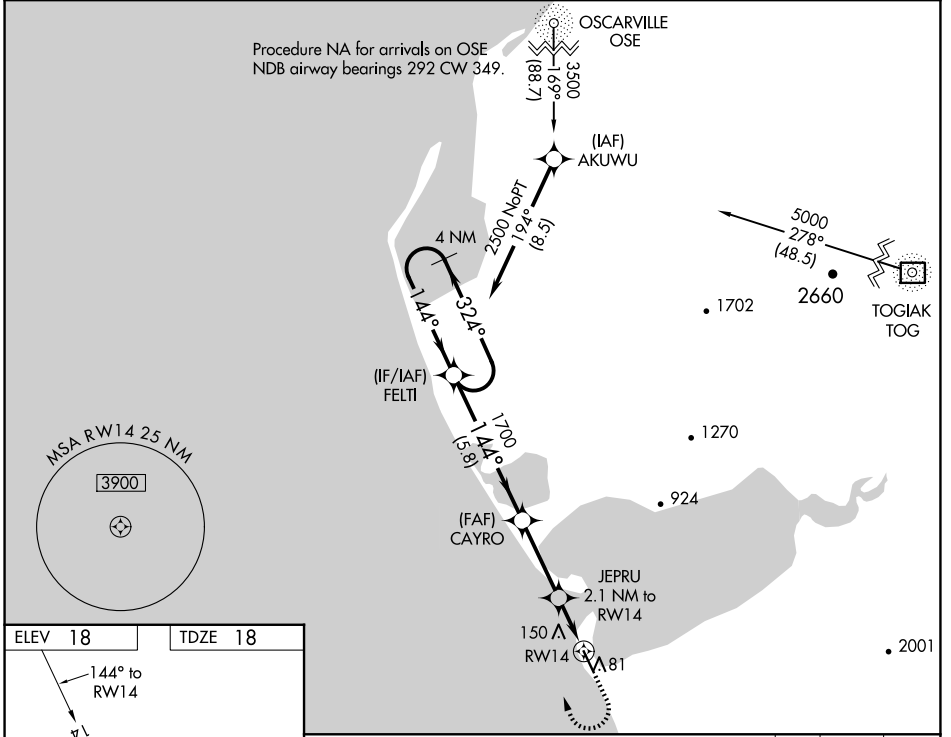 Procedure NA for arrivals on OSE
NDB airway bearings 292 CW 349.
OSCARVILLE
OSE
3500
169°
(88.7)
(IAF)
AKUWU
2500 NoPT
194°
(8.5)
4 NM
144°
324°
5000
278°
(48.5)
2660
TOGIAK
TOG
1702
(IF/IAF)
FELTI
1700
144°
(5.8)
1270
924
(FAF)
CAYRO
MSA RW14 25 NM
3900
JEPRU
2.1 NM to
RW14
150
RW14
81
2001
ELEV 18
TDZE 18
144° to
RW14
14